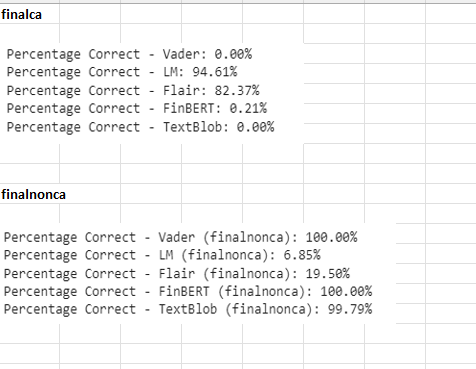 finalca
Percentage Correct - Vader: 0.00%
Percentage Correct - LM: 94.61%
Percentage Correct - Flair: 82.37%
Percentage Correct - FinBERT: 0.21%
Percentage Correct - TextBlob: 0.00%
finalnonca
Percentage Correct - Vader (finalnonca): 100.00%
Percentage Correct - LM (finalnonca): 6.85%
Percentage Correct - Flair (finalnonca): 19.50%
Percentage Correct - FinBERT (finalnonca): 100.00%
Percentage Correct - TextBlob (finalnonca): 99.79%